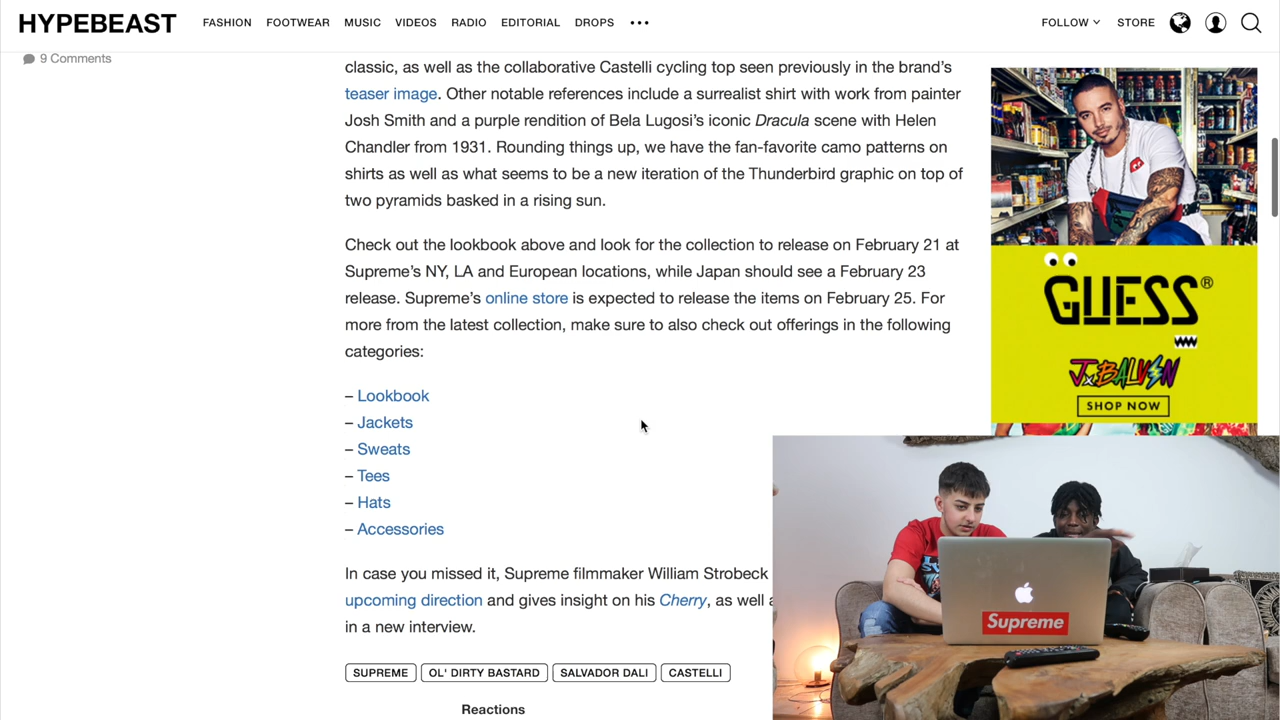 HYPEBEAST
FASHION FOOTWEAR MUSIC VIDEOS RADIO EDITORIAL DROPS •••
FOLLOW STORE
9 Comments
classic, as well as the collaborative Castelli cycling top seen previously in the brand's
teaser image. Other notable references include a surrealist shirt with work from painter
Josh Smith and a purple rendition of Bela Lugosi's iconic Dracula scene with Helen
Chandler from 1931. Rounding things up, we have the fan-favorite camo patterns on
shirts as well as what seems to be a new iteration of the Thunderbird graphic on top of
two pyramids basked in a rising sun.
Check out the lookbook above and look for the collection to release on February 21 at
Supreme's NY, LA and European locations, while Japan should see a February 23
release. Supreme's online store is expected to release the items on February 25. For
more from the latest collection, make sure to also check out offerings in the following
categories:
– Lookbook
– Jackets
– Sweats
– Tees
– Hats
– Accessories
In case you missed it, Supreme filmmaker William Strobeck
upcoming direction and gives insight on his Cherry, as well
in a new interview.
SUPREME OL' DIRTY BASTARD SALVADOR DALI CASTELLI
Reactions
GUESS®
J x BALVIN
SHOP NOW
Supreme